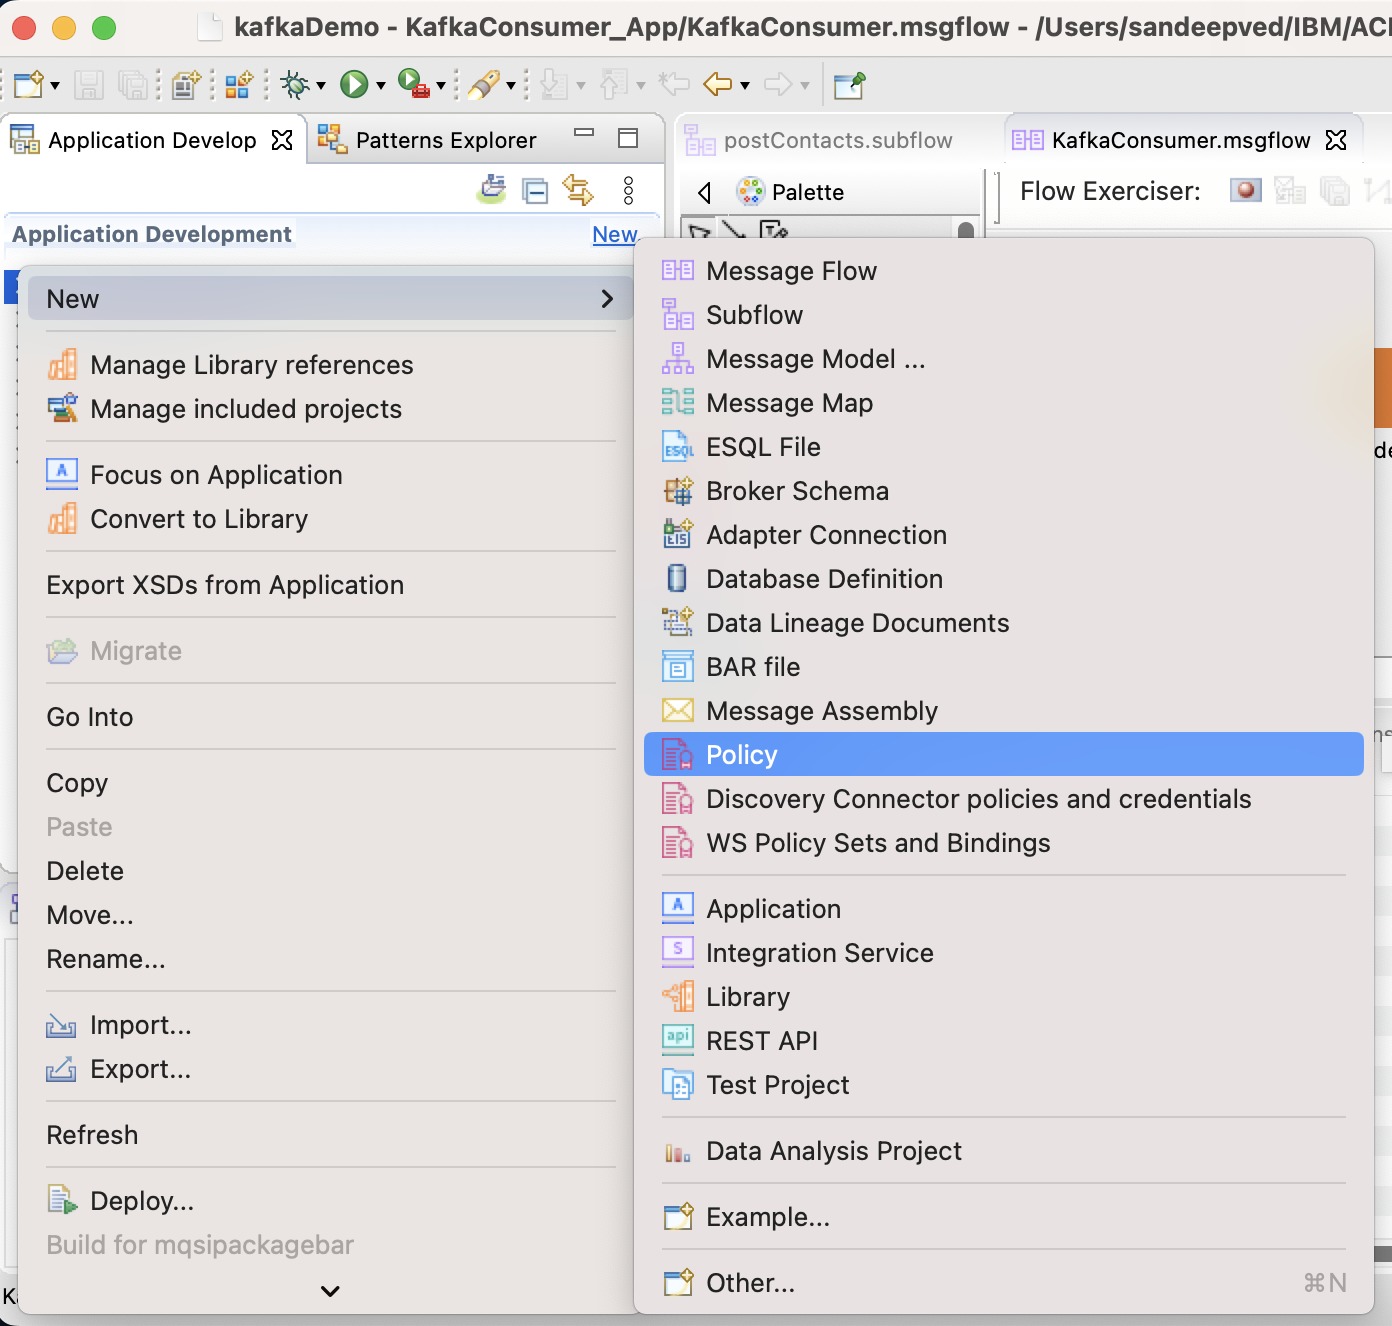 kafkaDemo - KafkaConsumer_App/KafkaConsumer.msgflow - /Users/sandeepved/IBM/ACE
Application Develop
Patterns Explorer
postContacts.subflow
KafkaConsumer.msgflow
Palette
Flow Exerciser:
Application Development
New
New
Manage Library references
Manage included projects
Focus on Application
Convert to Library
Export XSDs from Application
Migrate
Go Into
Copy
Paste
Delete
Move...
Rename...
Import...
Export...
Refresh
Deploy...
Build for mqsipackagebar
Message Flow
Subflow
Message Model ...
Message Map
ESQL File
Broker Schema
Adapter Connection
Database Definition
Data Lineage Documents
BAR file
Message Assembly
Policy
Discovery Connector policies and credentials
WS Policy Sets and Bindings
Application
Integration Service
Library
REST API
Test Project
Data Analysis Project
Example...
Other...
⌘N